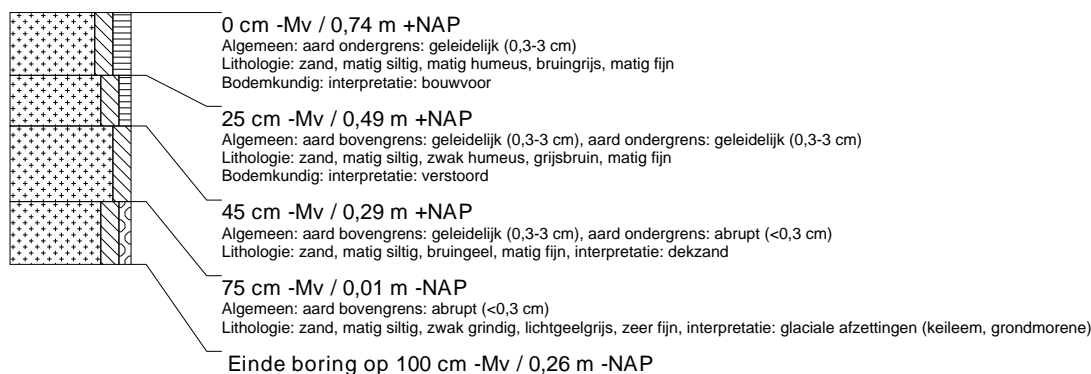 0 cm -Mv / 0,74 m +NAP
Algemeen: aard ondergrens: geleidelijk (0,3-3 cm)
Lithologie: zand, matig siltig, matig humeus, bruingrijs, matig fijn
Bodemkundig: interpretatie: bouwvoor
25 cm -Mv / 0,49 m +NAP
Algemeen: aard bovengrens: geleidelijk (0,3-3 cm), aard ondergrens: geleidelijk (0,3-3 cm)
Lithologie: zand, matig siltig, zwak humeus, grijsbruin, matig fijn
Bodemkundig: interpretatie: verstoord
45 cm -Mv / 0,29 m +NAP
Algemeen: aard bovengrens: geleidelijk (0,3-3 cm), aard ondergrens: abrupt (<0,3 cm)
Lithologie: zand, matig siltig, bruingeel, matig fijn, interpretatie: dekzand
75 cm -Mv / 0,01 m -NAP
Algemeen: aard bovengrens: abrupt (<0,3 cm)
Lithologie: zand, matig siltig, zwak grindig, lichtgeelgrijs, zeer fijn, interpretatie: glaciale afzettingen (keileem, grondmorene)
Einde boring op 100 cm -Mv / 0,26 m -NAP